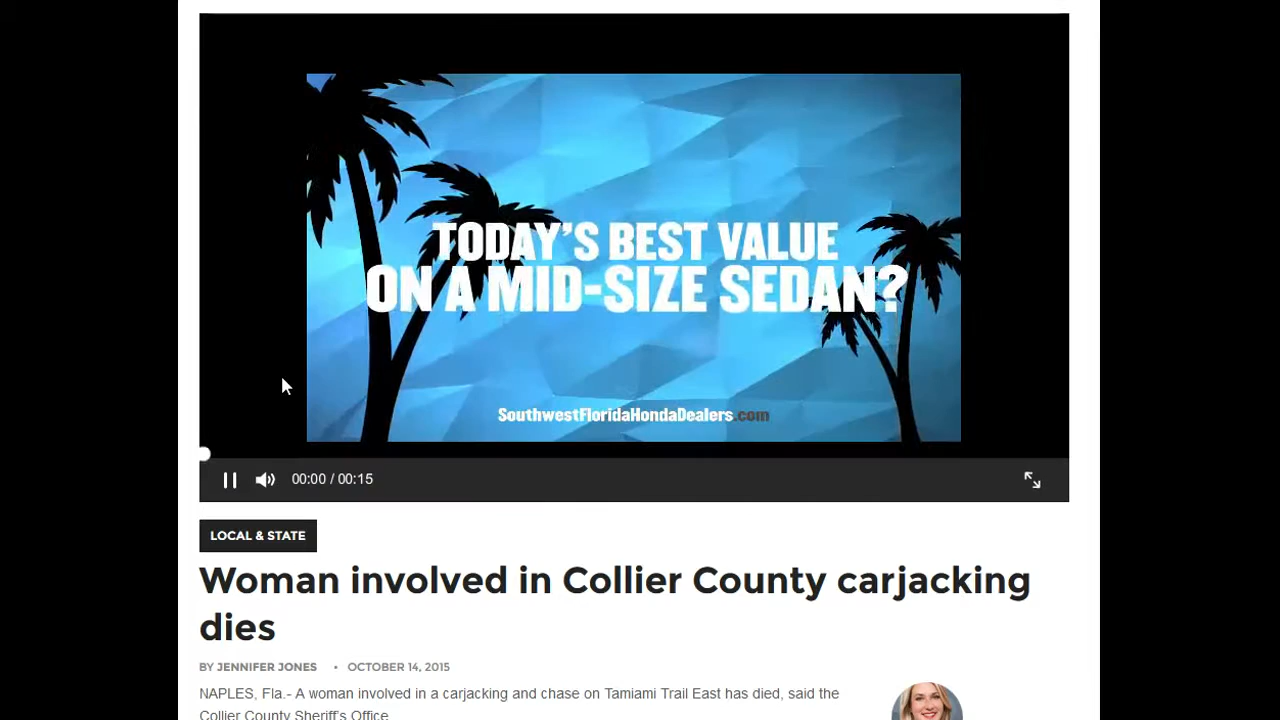 TODAY'S BEST VALUE
ON A MID-SIZE SEDAN?
SouthwestFloridaHondaDealers.com
00:00 / 00:15
LOCAL & STATE
Woman involved in Collier County carjacking
dies
BY JENNIFER JONES • OCTOBER 14, 2015
NAPLES, Fla.- A woman involved in a carjacking and chase on Tamiami Trail East has died, said the
Collier County Sheriff's Office